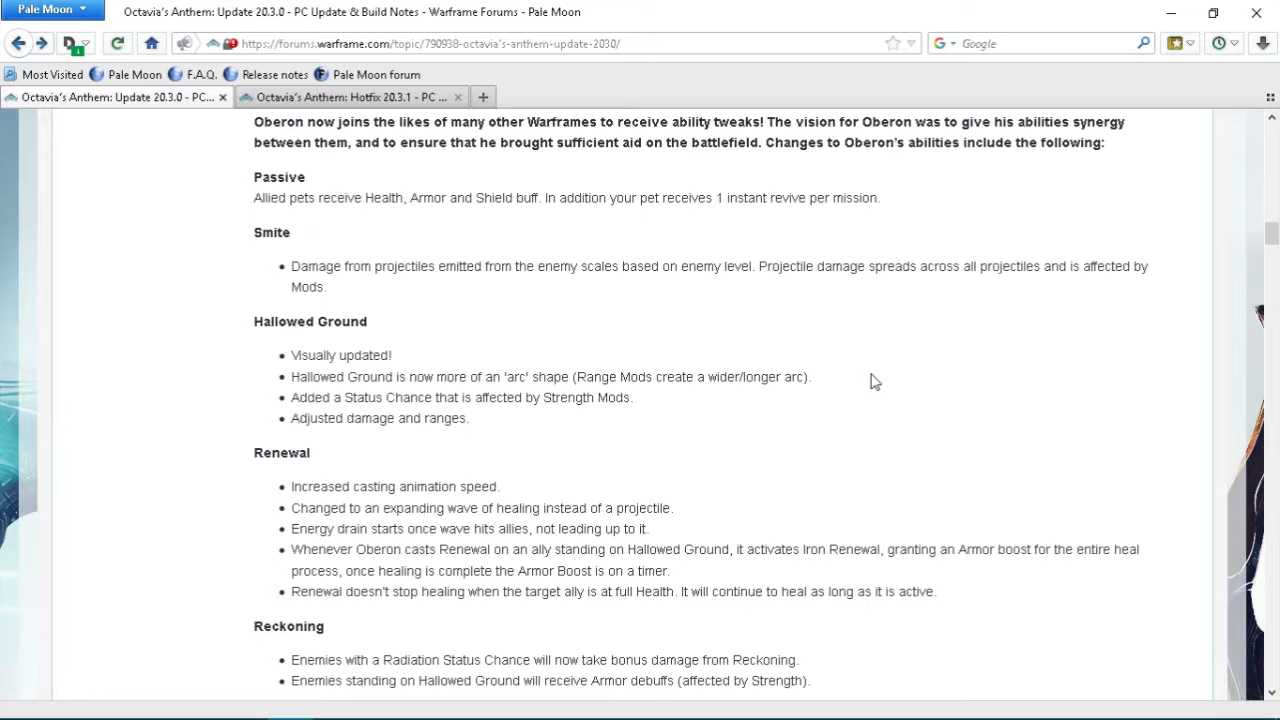 Pale Moon
Octavia's Anthem: Update 20.3.0 - PC Update & Build Notes - Warframe Forums - Pale Moon
https://forums.warframe.com/topic/790938-octavia's-anthem-update-2030/
Google
Most Visited
Pale Moon
F.A.Q.
Release notes
Pale Moon forum
Octavia's Anthem: Update 20.3.0 - PC...
Octavia's Anthem: Hotfix 20.3.1 - PC ...
Oberon now joins the likes of many other Warframes to receive ability tweaks! The vision for Oberon was to give his abilities synergy
between them, and to ensure that he brought sufficient aid on the battlefield. Changes to Oberon's abilities include the following:
Passive
Allied pets receive Health, Armor and Shield buff. In addition your pet receives 1 instant revive per mission.
Smite
Damage from projectiles emitted from the enemy scales based on enemy level. Projectile damage spreads across all projectiles and is affected by
Mods.
Hallowed Ground
Visually updated!
Hallowed Ground is now more of an 'arc' shape (Range Mods create a wider/longer arc).
Added a Status Chance that is affected by Strength Mods.
Adjusted damage and ranges.
Renewal
Increased casting animation speed.
Changed to an expanding wave of healing instead of a projectile.
Energy drain starts once wave hits allies, not leading up to it.
Whenever Oberon casts Renewal on an ally standing on Hallowed Ground, it activates Iron Renewal, granting an Armor boost for the entire heal
process, once healing is complete the Armor Boost is on a timer.
Renewal doesn't stop healing when the target ally is at full Health. It will continue to heal as long as it is active.
Reckoning
Enemies with a Radiation Status Chance will now take bonus damage from Reckoning.
Enemies standing on Hallowed Ground will receive Armor debuffs (affected by Strength).